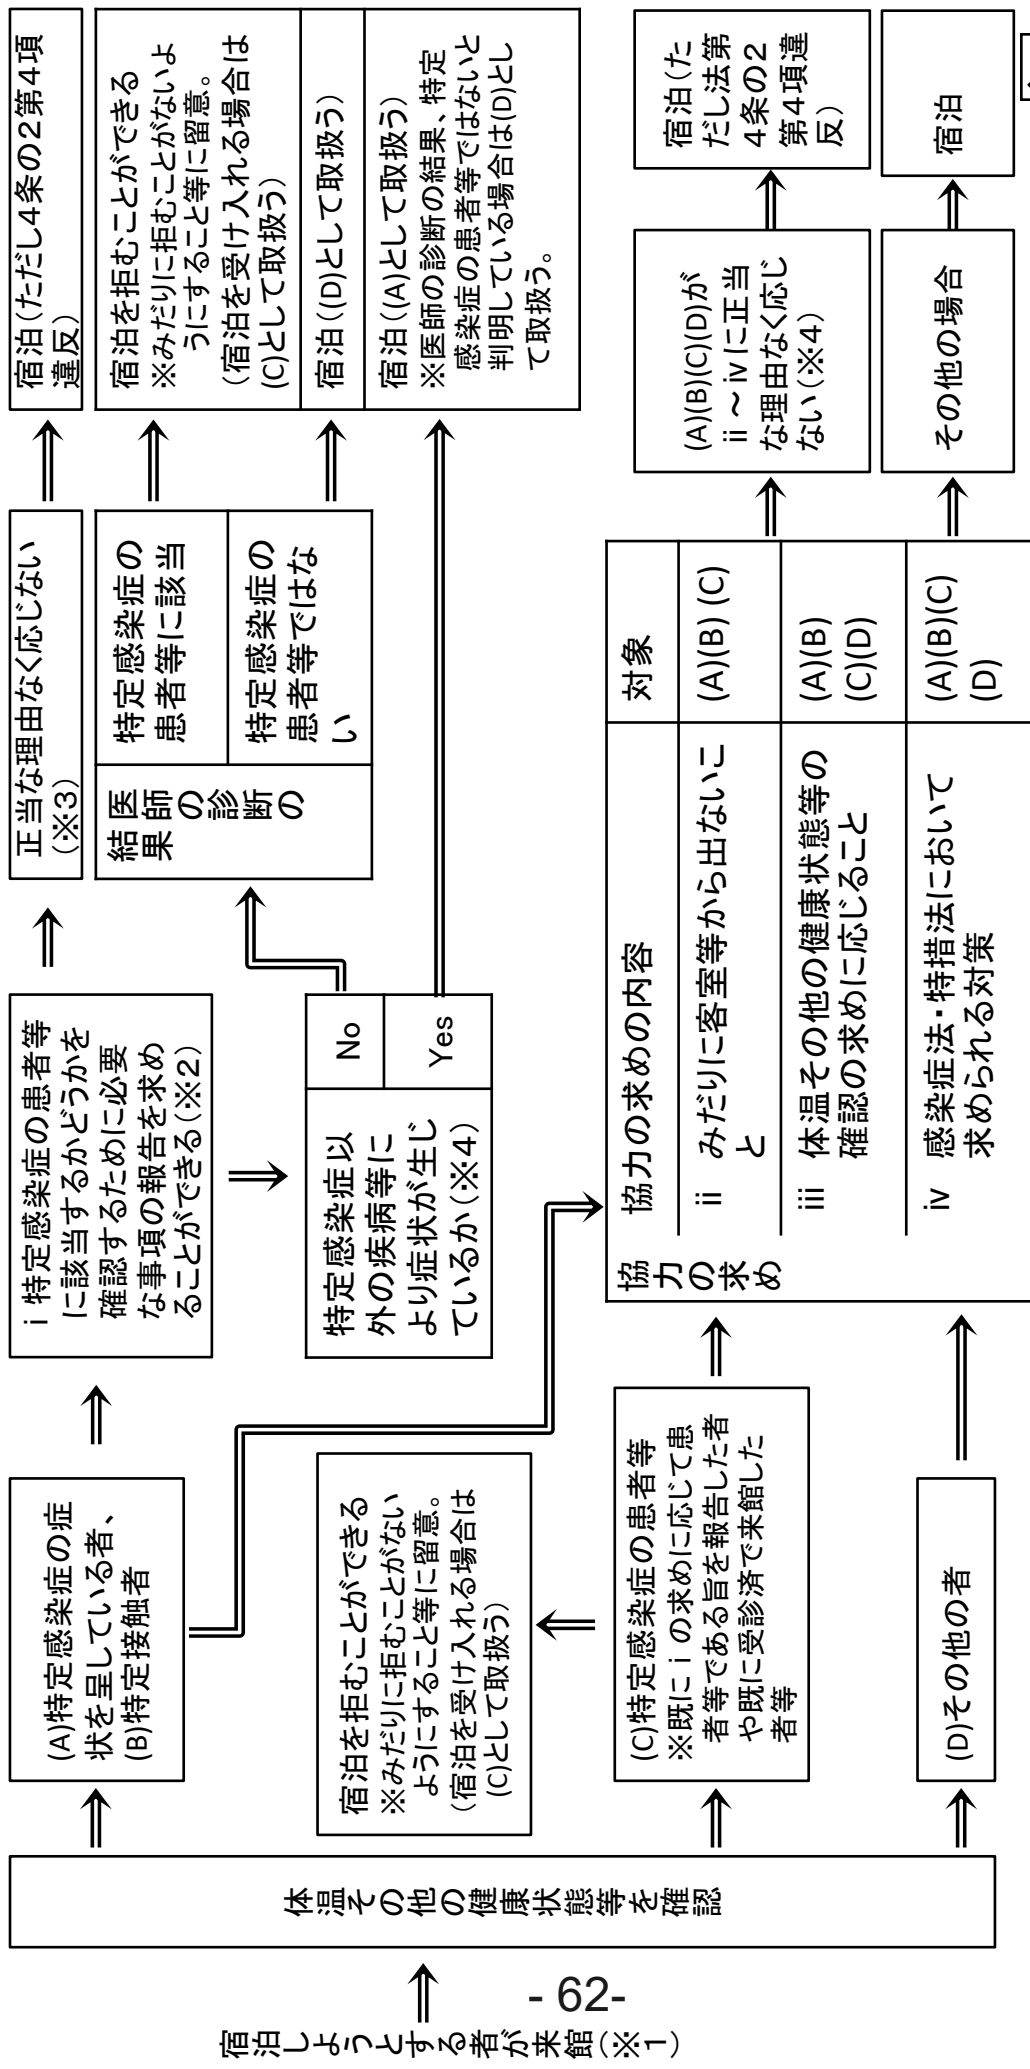 宿泊しようとする者が来館（※１）
体温その他の健康状態等を確認
(A)特定感染症の症
状を呈している者、
(B)特定接触者
ⅰ特定感染症の患者等
に該当するかどうかを
確認するために必要
な事項の報告を求め
ることができる（※２）
正当な理由なく応じない
（※３）
宿泊（ただし４条の２第４項
違反）
特定感染症以
外の疾病等に
より症状が生じ
ているか（※４）
No
Yes
医師の診断の
結果
特定感染症の
患者等に該当
特定感染症の
患者等ではな
い
宿泊を拒むことができる
※みだりに拒むことがないよ
うにすること等に留意。
（宿泊を受け入れる場合は
(C)として取扱う）
宿泊（(D)として取扱う）
宿泊（(A)として取扱う）
※医師の診断の結果、特定
感染症の患者等ではないと
判明している場合は(D)とし
て取扱う。
宿泊を拒むことができる
※みだりに拒むことがない
ようにすること等に留意。
（宿泊を受け入れる場合は
(C)として取扱う）
(C)特定感染症の患者等
※既にⅰの求めに応じて患
者等である旨を報告した者
や既に受診済で来館した
者等
(D)その他の者
協力の求め
協力の求めの内容
対象
ⅱ みだりに客室等から出ないこ
と
(A)(B) (C)
ⅲ 体温その他の健康状態等の
確認の求めに応じること
(A)(B)
(C)(D)
ⅳ 感染症法・特措法において
求められる対策
(A)(B)(C)
(D)
(A)(B)(C)(D)が
ⅱ～ⅳに正当
な理由なく応じ
ない（※４）
宿泊（た
だし法第
４条の２
第４項違
反）
その他の場合
宿泊
- 62-